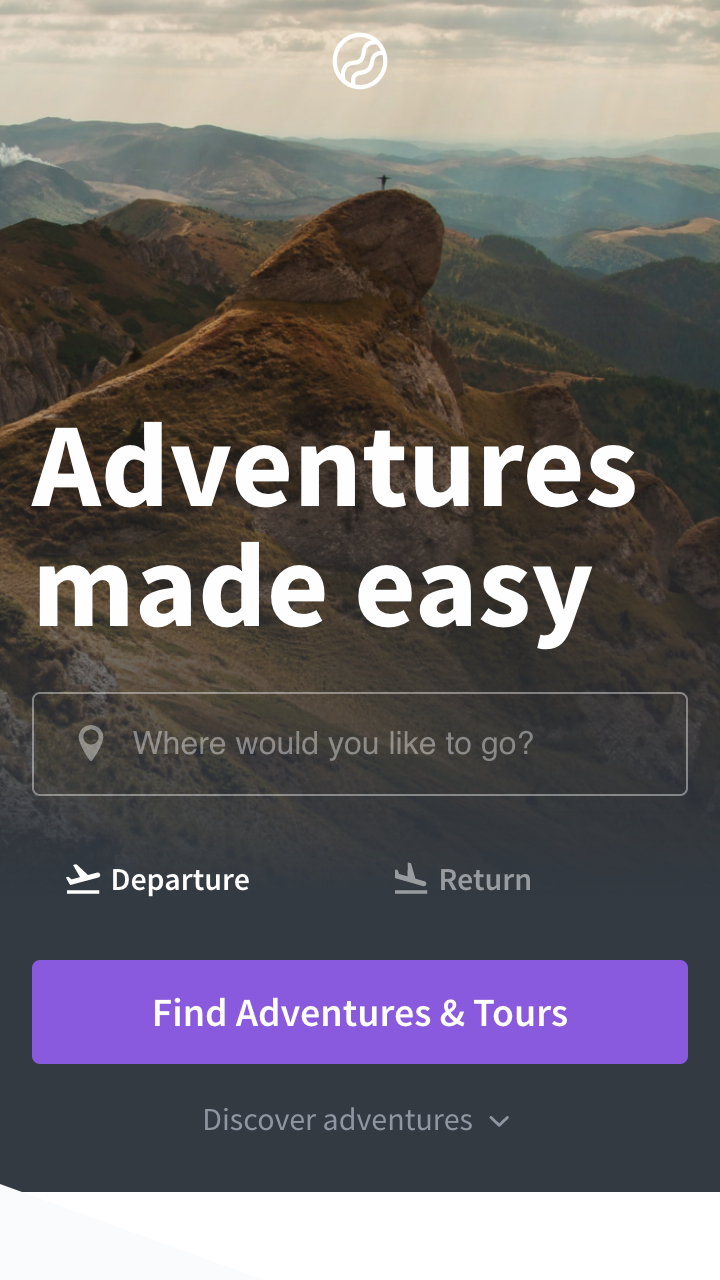 Adventures
made easy
Where would you like to go?
Departure
Return
Find Adventures & Tours
Discover adventures